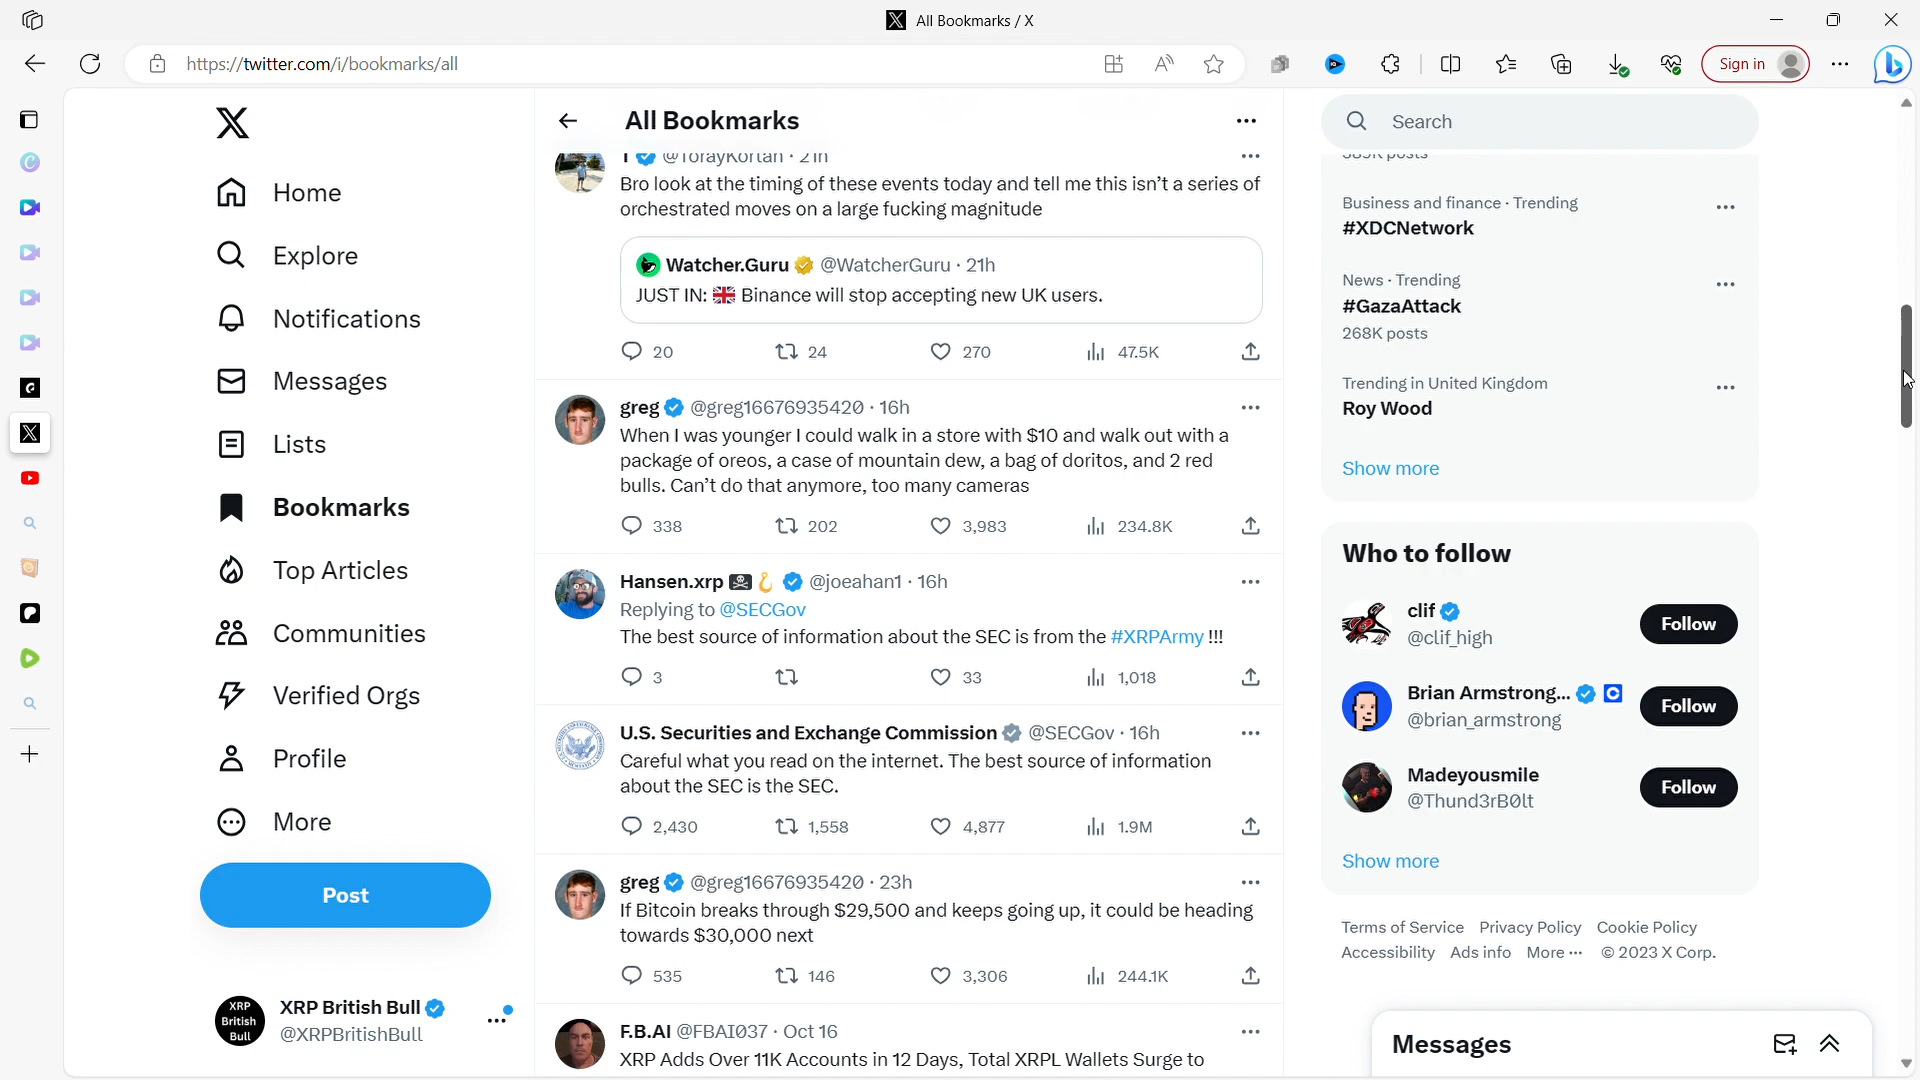 All Bookmarks / X
https://twitter.com/i/bookmarks/all
Sign in
Home
Explore
Notifications
Messages
Lists
Bookmarks
Top Articles
Communities
Verified Orgs
Profile
More
Post
XRP
British
Bull
XRP British Bull
@XRPBritishBull
All Bookmarks
T @TorayKortan · 21h
Bro look at the timing of these events today and tell me this isn’t a series of
orchestrated moves on a large fucking magnitude
Watcher.Guru @WatcherGuru · 21h
JUST IN: 🇬🇧 Binance will stop accepting new UK users.
20 24 270 47.5K
greg @greg16676935420 · 16h
When I was younger I could walk in a store with $10 and walk out with a
package of oreos, a case of mountain dew, a bag of doritos, and 2 red
bulls. Can’t do that anymore, too many cameras
338 202 3,983 234.8K
Hansen.xrp 🏴‍☠️🪝 @joeahan1 · 16h
Replying to @SECGov
The best source of information about the SEC is from the #XRPArmy !!!
3 33 1,018
U.S. Securities and Exchange Commission @SECGov · 16h
Careful what you read on the internet. The best source of information
about the SEC is the SEC.
2,430 1,558 4,877 1.9M
greg @greg16676935420 · 23h
If Bitcoin breaks through $29,500 and keeps going up, it could be heading
towards $30,000 next
535 146 3,306 244.1K
F.B.AI @FBAI037 · Oct 16
XRP Adds Over 11K Accounts in 12 Days, Total XRPL Wallets Surge to
Search
389K posts
Business and finance · Trending
#XDCNetwork
News · Trending
#GazaAttack
268K posts
Trending in United Kingdom
Roy Wood
Show more
Who to follow
clif
@clif_high
Follow
Brian Armstrong...
@brian_armstrong
Follow
Madeyousmile
@Thund3rB0lt
Follow
Show more
Terms of Service Privacy Policy Cookie Policy
Accessibility Ads info More ··· © 2023 X Corp.
Messages